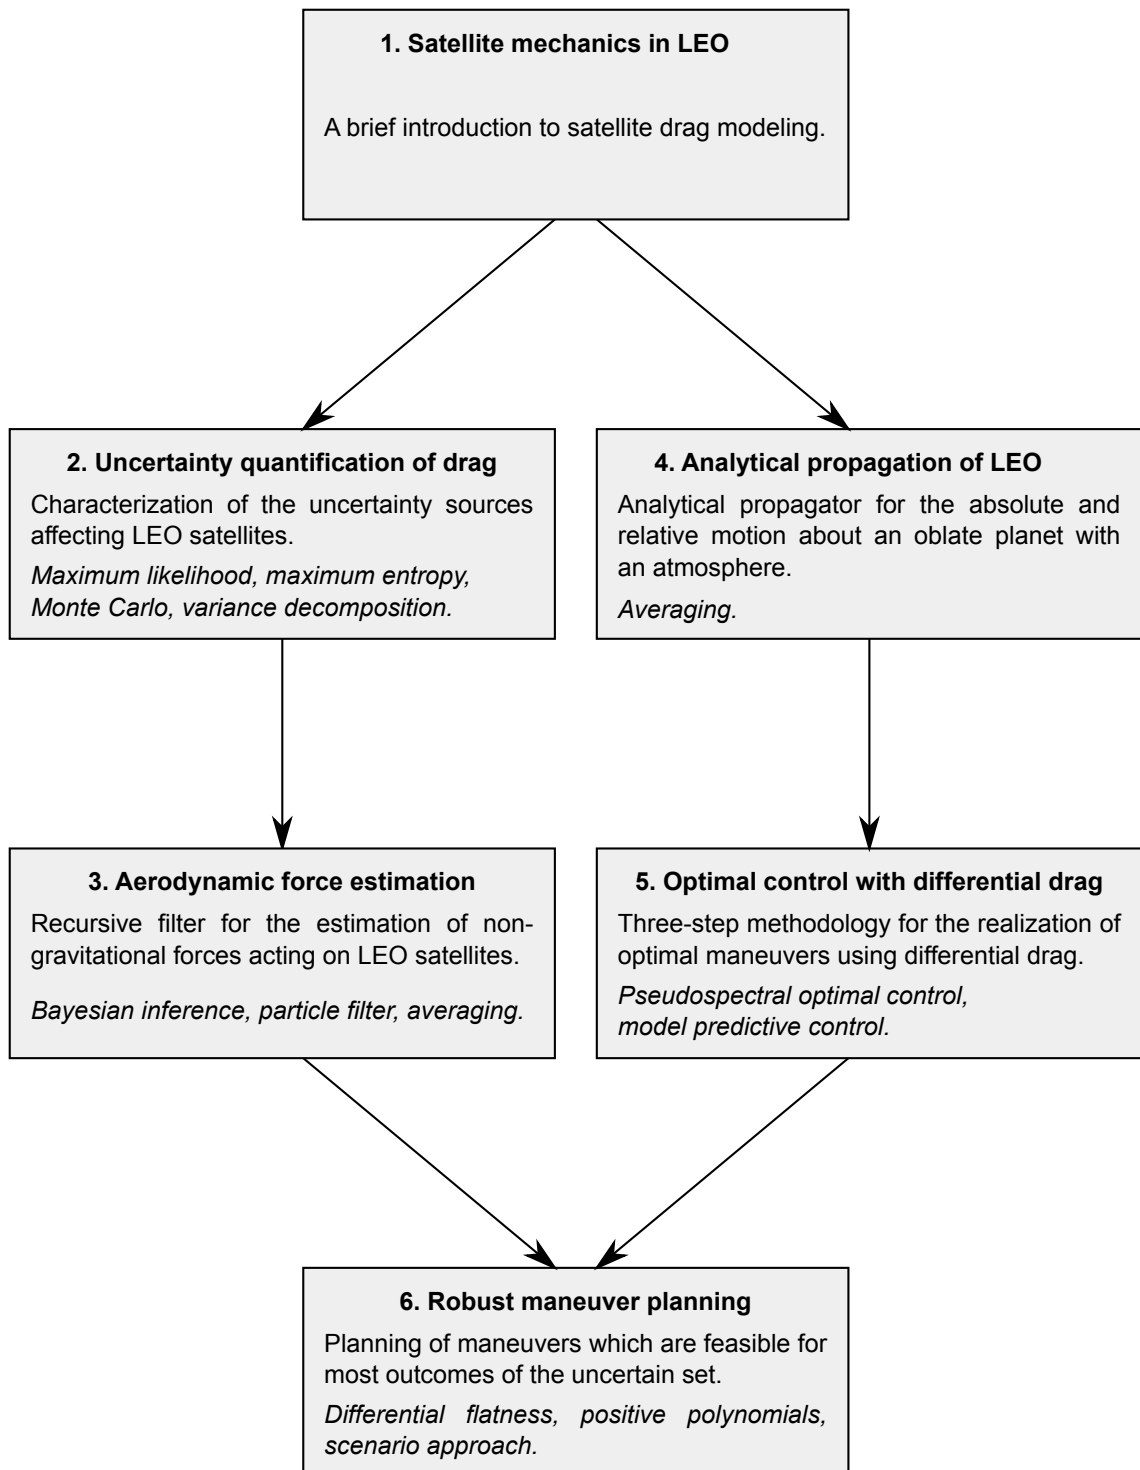 1. Satellite mechanics in LEO
A brief introduction to satellite drag modeling.
2. Uncertainty quantification of drag
Characterization of the uncertainty sources
affecting LEO satellites.
Maximum likelihood, maximum entropy,
Monte Carlo, variance decomposition.
4. Analytical propagation of LEO
Analytical propagator for the absolute and
relative motion about an oblate planet with
an atmosphere.
Averaging.
3. Aerodynamic force estimation
Recursive filter for the estimation of non-
gravitational forces acting on LEO satellites.
Bayesian inference, particle filter, averaging.
5. Optimal control with differential drag
Three-step methodology for the realization of
optimal maneuvers using differential drag.
Pseudospectral optimal control,
model predictive control.
6. Robust maneuver planning
Planning of maneuvers which are feasible for
most outcomes of the uncertain set.
Differential flatness, positive polynomials,
scenario approach.